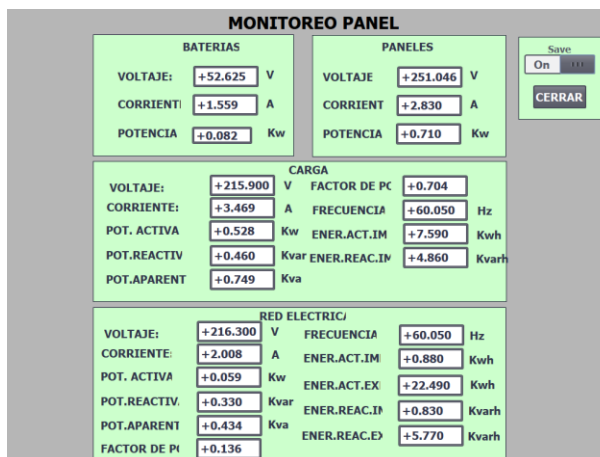 MONITOREO PANEL
BATERIAS
VOLTAJE: +52.625 V
CORRIENTI +1.559 A
POTENCIA +0.082 Kw
PANELES
VOLTAJE +251.046 V
CORRIENT +2.830 A
POTENCIA +0.710 Kw
Save
On
CERRAR
CARGA
VOLTAJE: +215.900 V FACTOR DE PC +0.704
CORRIENTE: +3.469 A FRECUENCIA +60.050 Hz
POT. ACTIVA +0.528 Kw ENER.ACT.IM +7.590 Kwh
POT.REACTIV +0.460 Kvar ENER.REAC.IM +4.860 Kvarh
POT.APARENT +0.749 Kva
RED ELECTRICA
VOLTAJE: +216.300 V FRECUENCIA +60.050 Hz
CORRIENTE: +2.008 A ENER.ACT.IMI +0.880 Kwh
POT. ACTIVA +0.059 Kw ENER.ACT.EXI +22.490 Kwh
POT.REACTIV. +0.330 Kvar ENER.REAC.IN +0.830 Kvarh
POT.APARENT +0.434 Kva ENER.REAC.EX +5.770 Kvarh
FACTOR DE PC +0.136